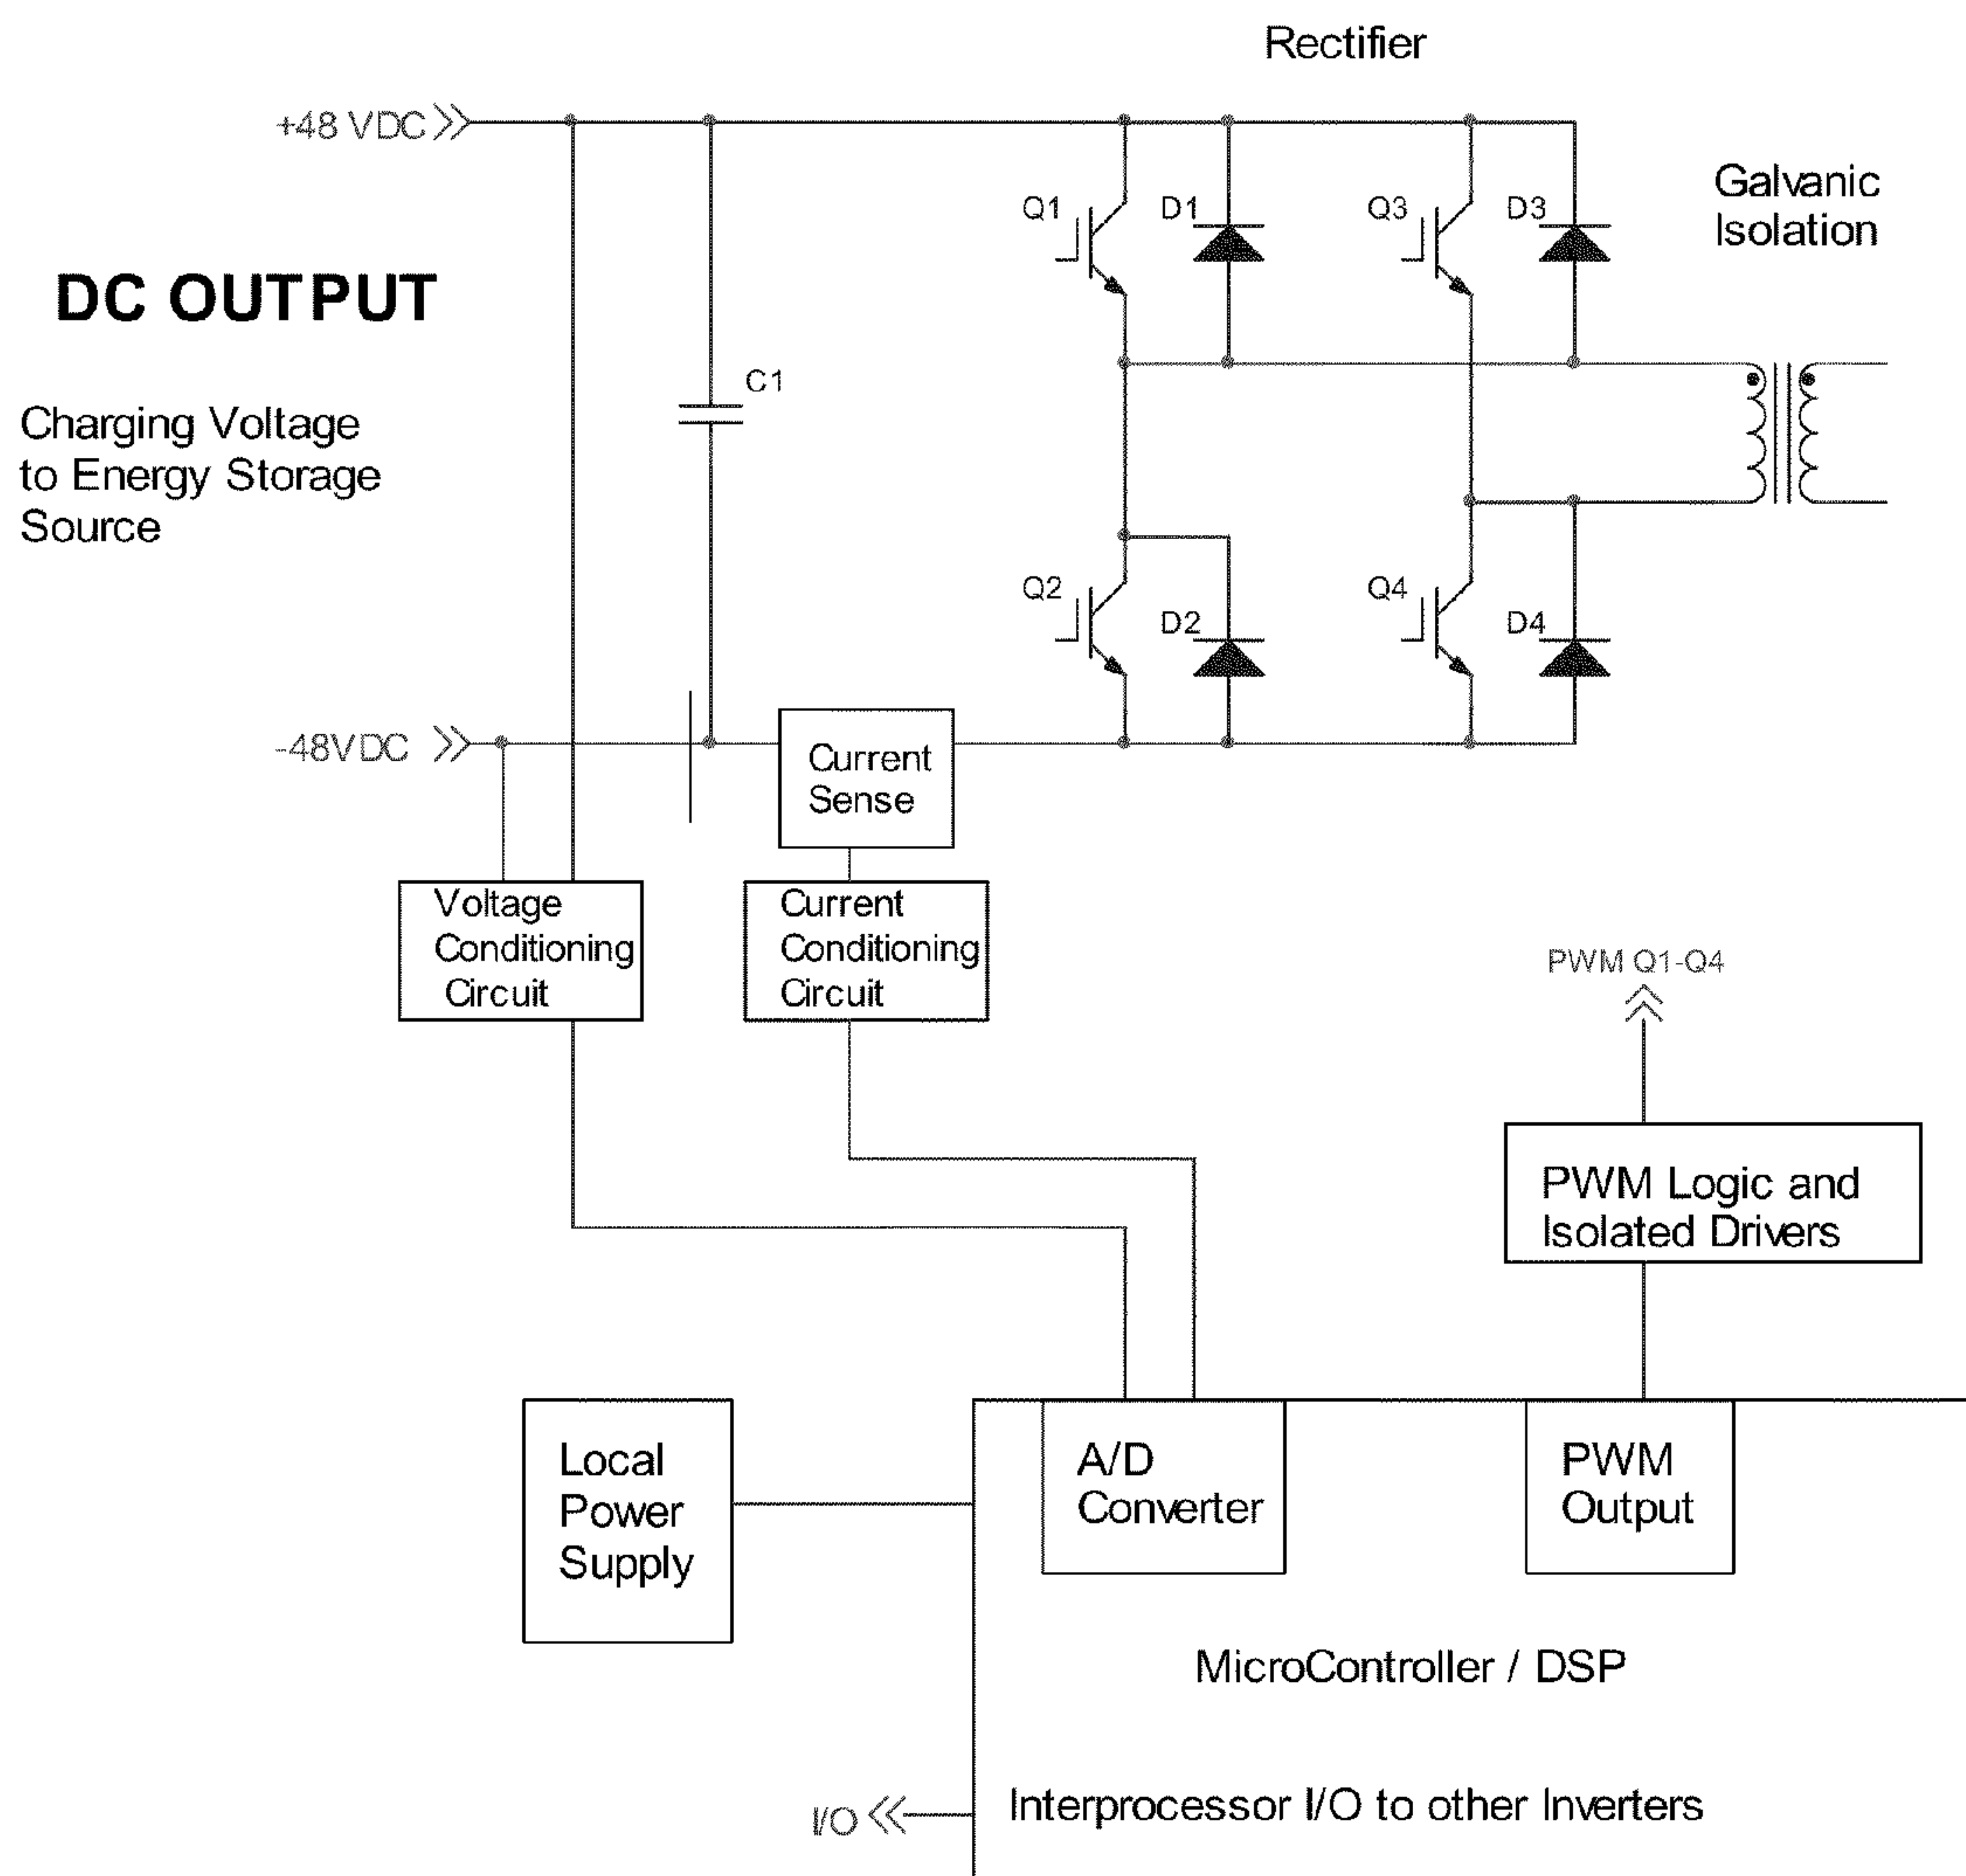 Rectifier
+48 VDC
Q1
D1
Q3
D3
Galvanic
Isolation
DC OUTPUT
C1
Charging Voltage
to Energy Storage
Source
Q2
D2
Q4
D4
-48VDC
Current
Sense
Voltage
Conditioning
Circuit
Current
Conditioning
Circuit
PWM Q1-Q4
PWM Logic and
Isolated Drivers
Local
Power
Supply
A/D
Converter
PWM
Output
MicroController / DSP
I/O
Interprocessor I/O to other Inverters